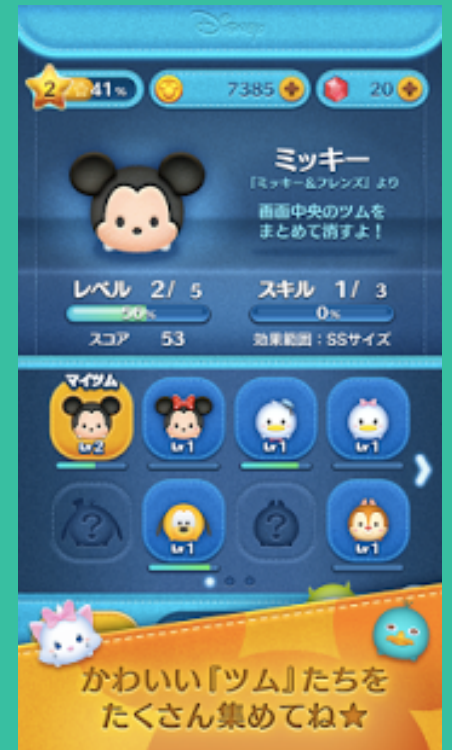 Disney
2 41%
7385
20
ミッキー
『ミッキー&フレンズ』より
画面中央のツムを
まとめて消すよ！
レベル 2/ 5
スキル 1/ 3
56%
0%
スコア 53
効果範囲：SSサイズ
マイツム
Lv2
Lv1
Lv1
Lv1
?
Lv1
?
Lv1
かわいい『ツム』たちを
たくさん集めてね★